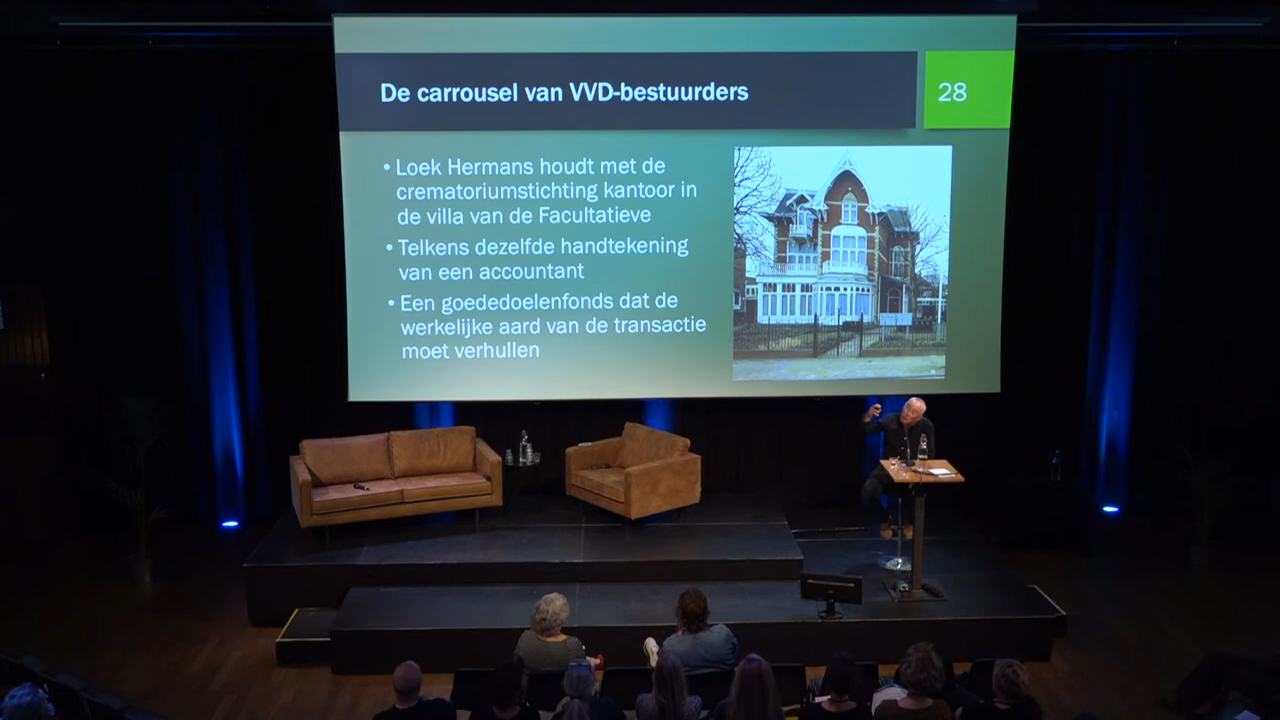 De carrousel van VVD-bestuurders
28
• Loek Hermans houdt met de
crematoriumstichting kantoor in
de villa van de Facultatieve
• Telkens dezelfde handtekening
van een accountant
• Een goededoelenfonds dat de
werkelijke aard van de transactie
moet verhullen